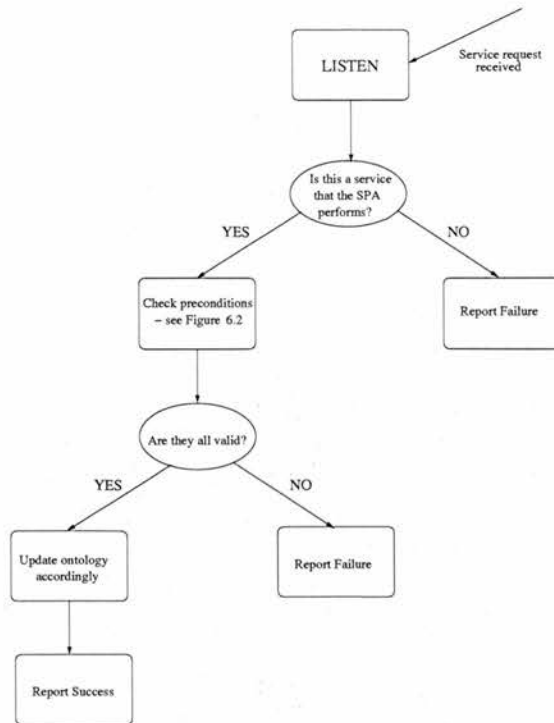 LISTEN
Service request
received
Is this a service
that the SPA
performs?
YES
NO
Check preconditions
– see Figure 6.2
Report Failure
Are they all valid?
YES
NO
Update ontology
accordingly
Report Failure
Report Success